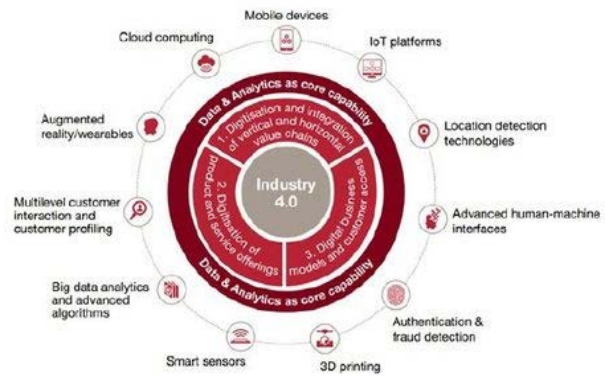 Mobile devices
Cloud computing
IoT platforms
Augmented
reality/wearables
Location detection
technologies
Multilevel customer
interaction and
customer profiling
Advanced human-machine
interfaces
Big data analytics
and advanced
algorithms
Authentication &
fraud detection
Smart sensors
3D printing
Data & Analytics as core capability
1. Digitisation and integration
of vertical and horizontal
value chains
2. Digitisation of
product and service offerings
3. Digital business
models and customer access
Industry
4.0
Data & Analytics as core capability